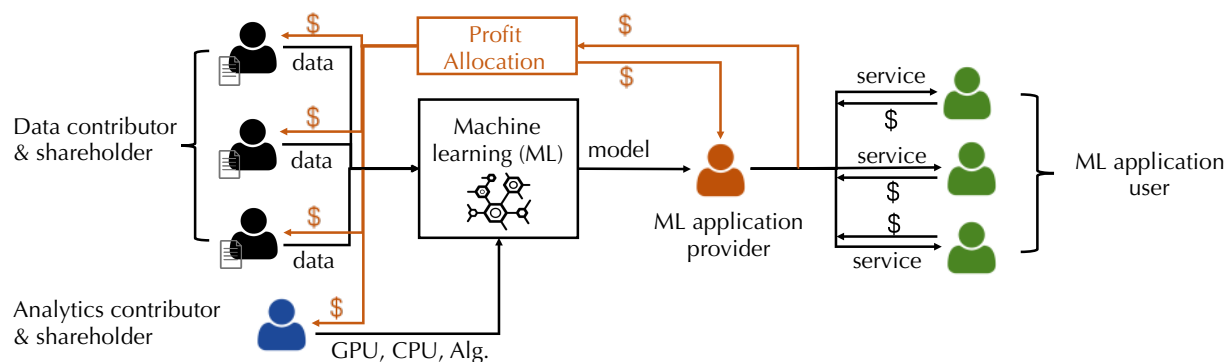 $
Profit
Allocation
$
$
data
service
$
Data contributor
& shareholder
$
data
Machine
learning (ML)
model
service
$
ML application
user
$
data
ML application
provider
$
service
Analytics contributor
& shareholder
$
GPU, CPU, Alg.